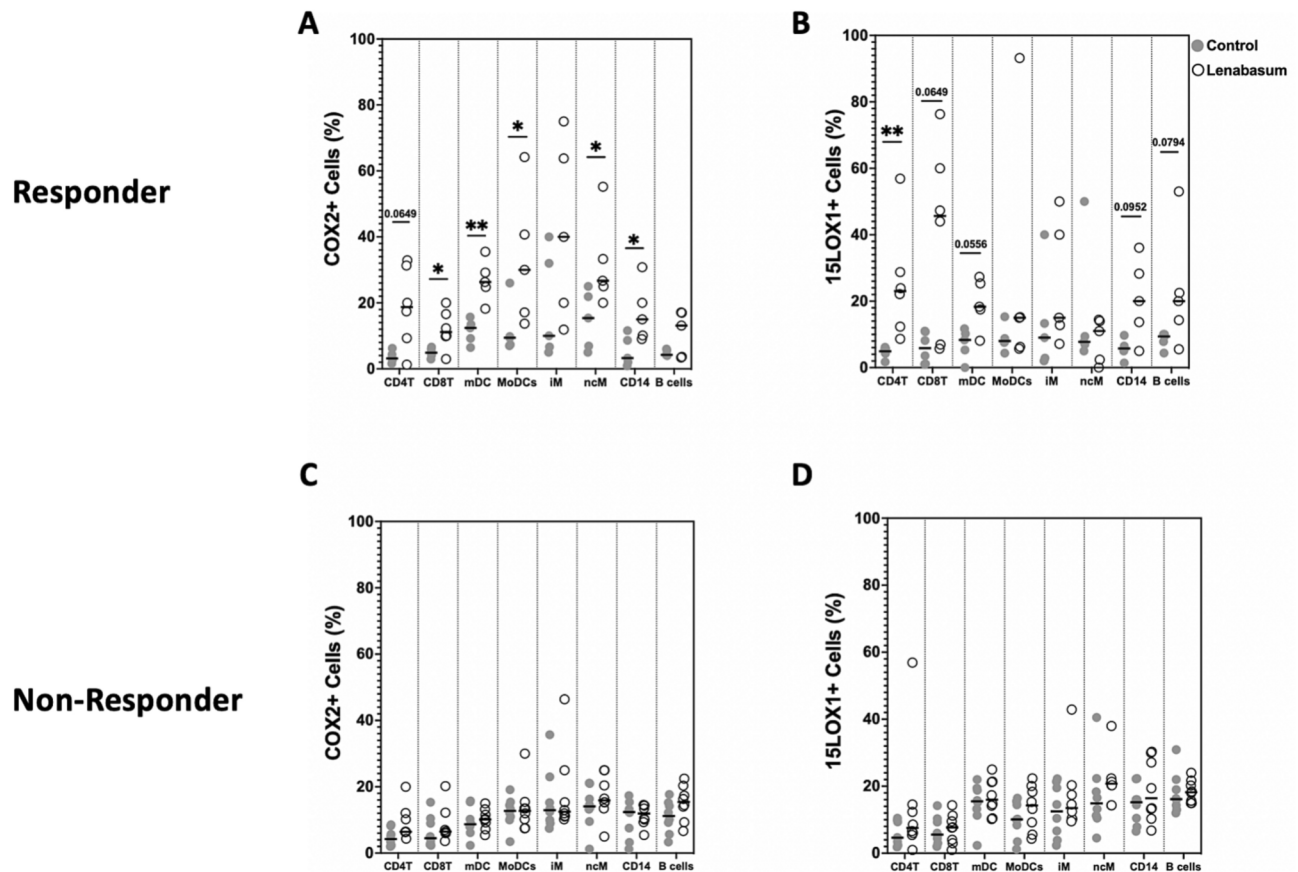 A
B
Control
Lenabasum
Responder
COX2+ Cells (%)
100
80
60
40
20
0
0.0649
*
**
*
*
*
CD4T CD8T mDC MoDCs iM ncM CD14 B cells
15LOX1+ Cells (%)
100
80
60
40
20
0
**
0.0649
0.0556
0.0952
0.0794
CD4T CD8T mDC MoDCs iM ncM CD14 B cells
C
D
Non-Responder
COX2+ Cells (%)
100
80
60
40
20
0
CD4T CD8T mDC MoDCs iM ncM CD14 B cells
15LOX1+ Cells (%)
100
80
60
40
20
0
CD4T CD8T mDC MoDCs iM ncM CD14 B cells